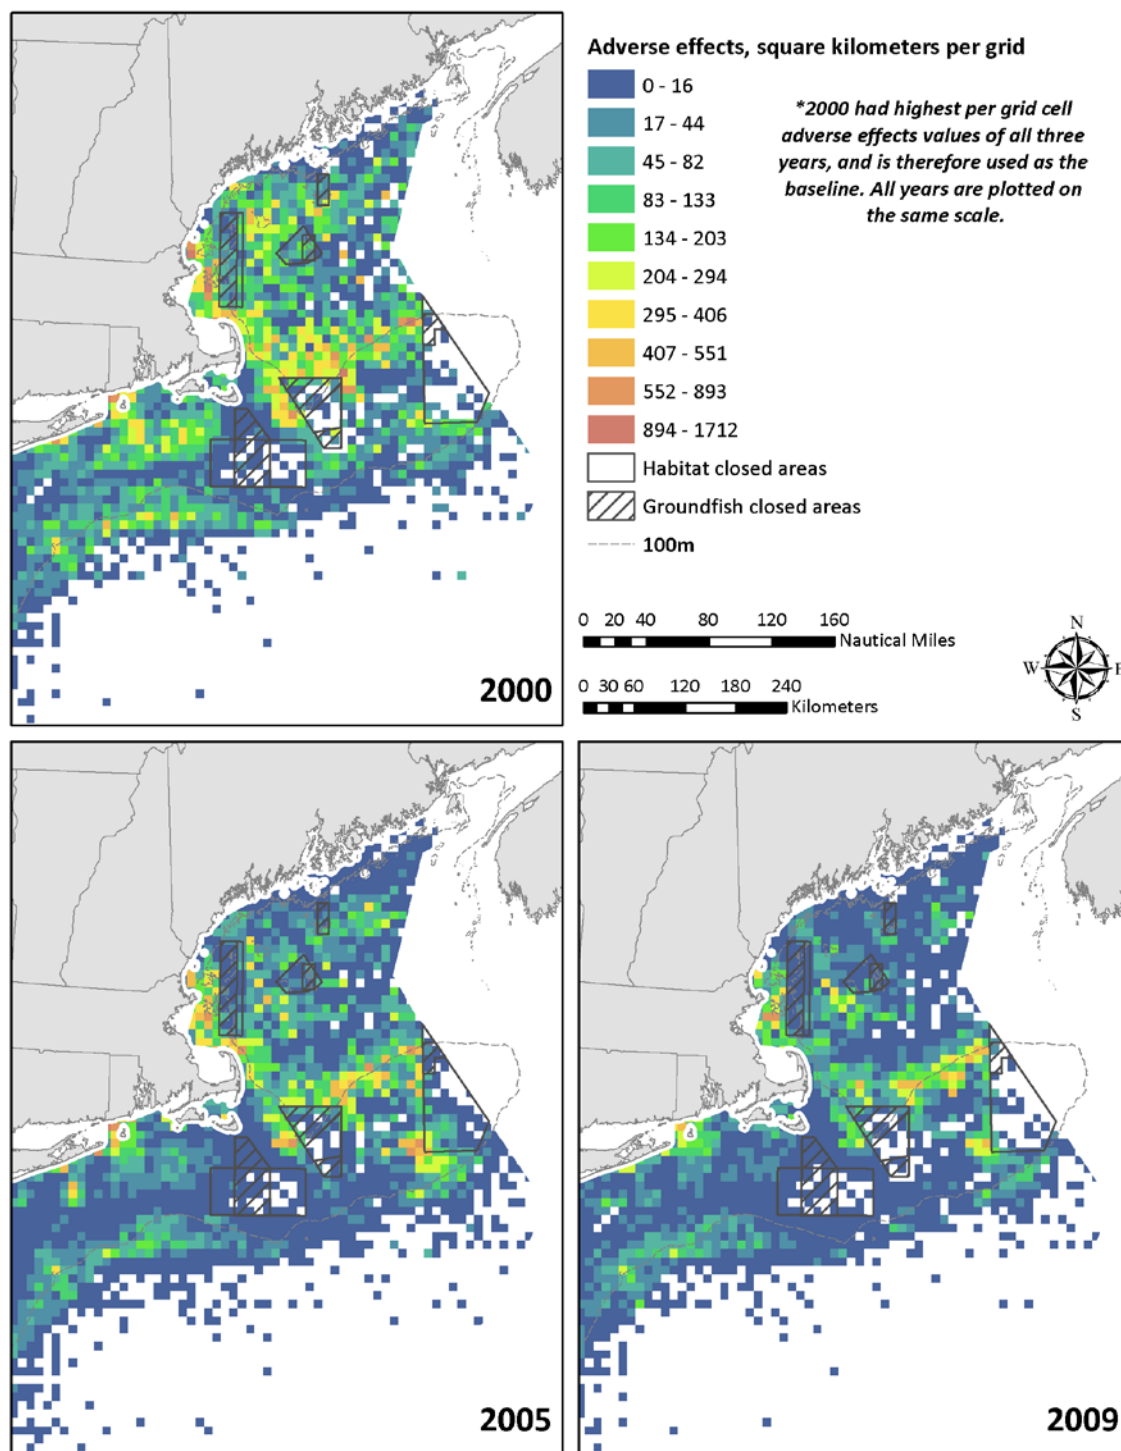 Adverse effects, square kilometers per grid
0 - 16
17 - 44
45 - 82
83 - 133
134 - 203
204 - 294
295 - 406
407 - 551
552 - 893
894 - 1712
Habitat closed areas
Groundfish closed areas
100m
*2000 had highest per grid cell
adverse effects values of all three
years, and is therefore used as the
baseline. All years are plotted on
the same scale.
0 20 40 80 120 160
Nautical Miles
0 30 60 120 180 240
Kilometers
N
W E
S
2000
2005
2009